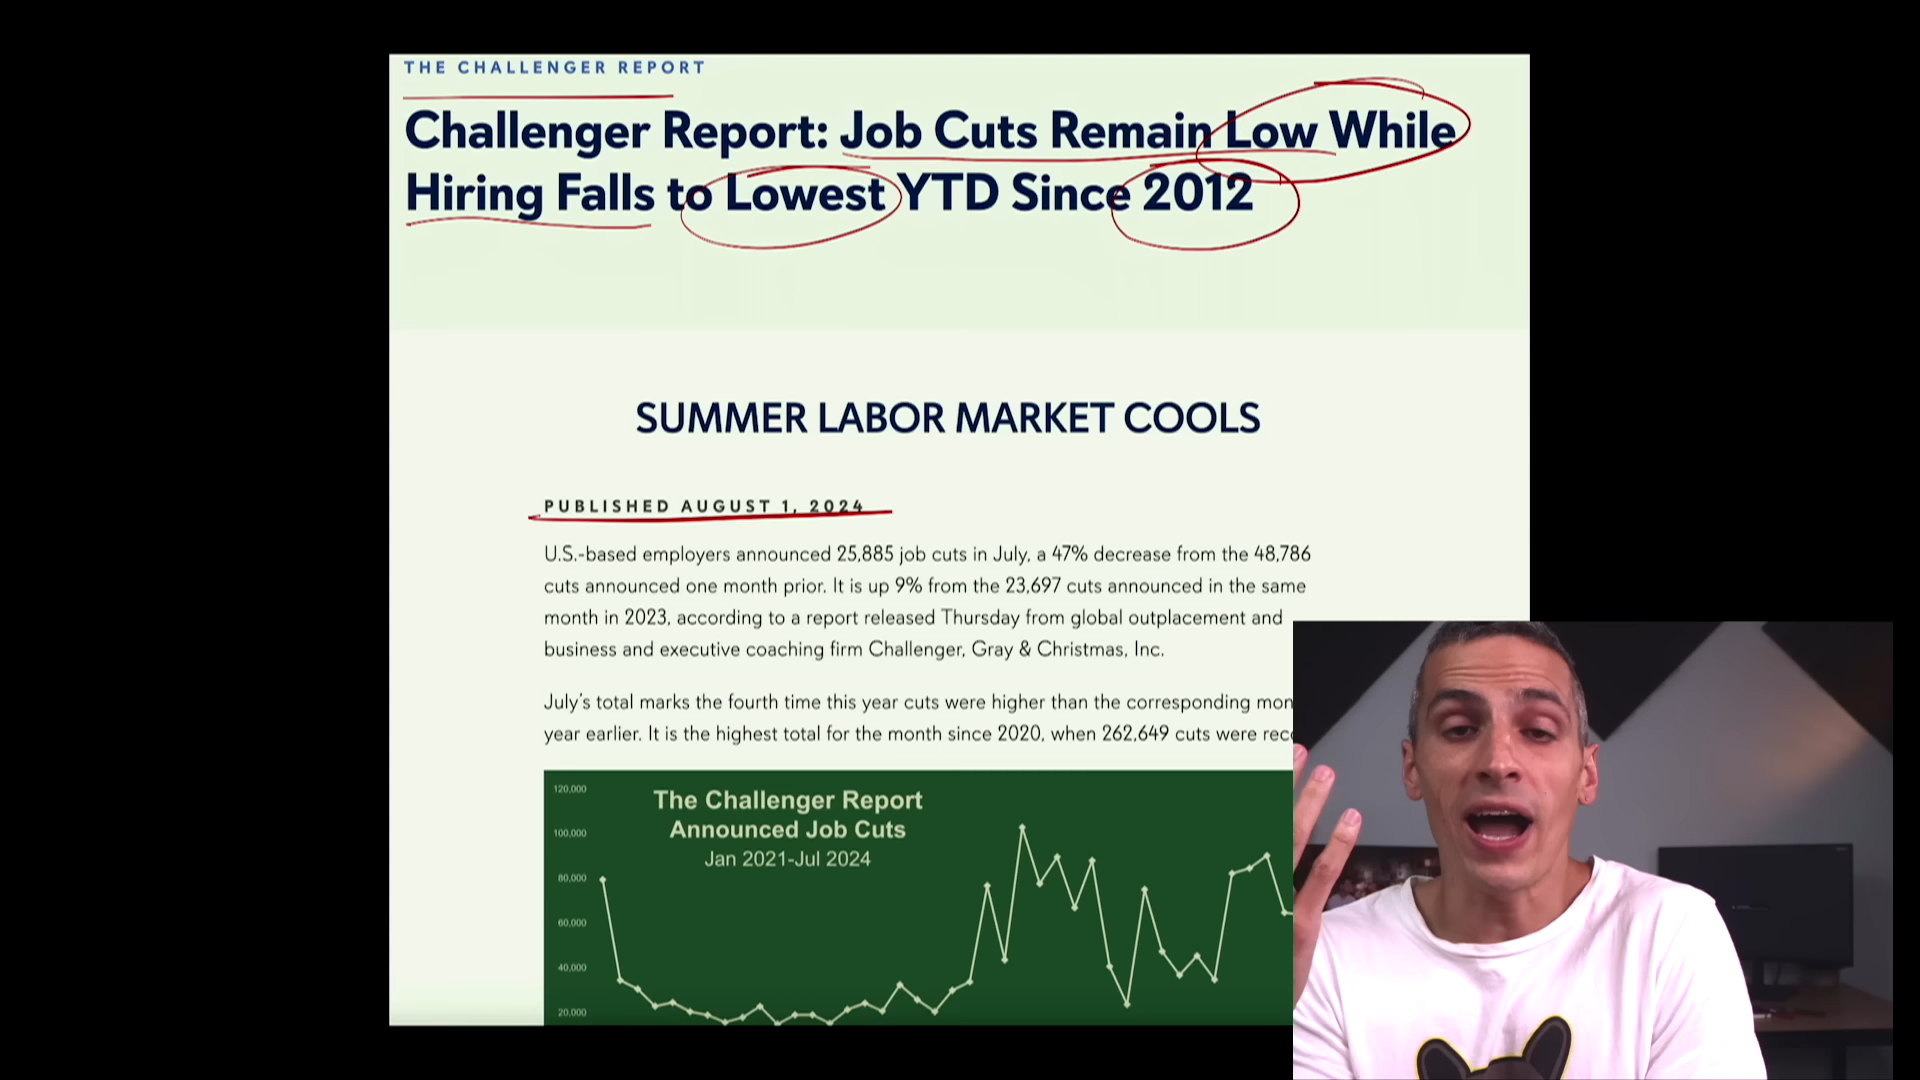 THE CHALLENGER REPORT
Challenger Report: Job Cuts Remain Low While
Hiring Falls to Lowest YTD Since 2012
SUMMER LABOR MARKET COOLS
PUBLISHED AUGUST 1, 2024
U.S.-based employers announced 25,885 job cuts in July, a 47% decrease from the 48,786
cuts announced one month prior. It is up 9% from the 23,697 cuts announced in the same
month in 2023, according to a report released Thursday from global outplacement and
business and executive coaching firm Challenger, Gray & Christmas, Inc.
July's total marks the fourth time this year cuts were higher than the corresponding mon
year earlier. It is the highest total for the month since 2020, when 262,649 cuts were rec
The Challenger Report
Announced Job Cuts
Jan 2021-Jul 2024
120,000
100,000
80,000
60,000
40,000
20,000